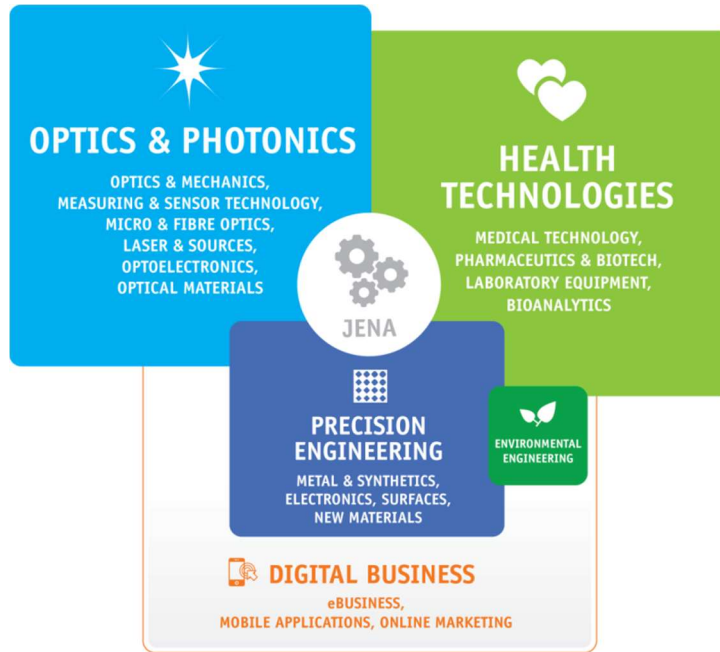 OPTICS & PHOTONICS
OPTICS & MECHANICS,
MEASURING & SENSOR TECHNOLOGY,
MICRO & FIBRE OPTICS,
LASER & SOURCES,
OPTOELECTRONICS,
OPTICAL MATERIALS
HEALTH
TECHNOLOGIES
MEDICAL TECHNOLOGY,
PHARMACEUTICS & BIOTECH,
LABORATORY EQUIPMENT,
BIOANALYTICS
JENA
PRECISION
ENGINEERING
METAL & SYNTHETICS,
ELECTRONICS, SURFACES,
NEW MATERIALS
ENVIRONMENTAL
ENGINEERING
DIGITAL BUSINESS
eBUSINESS,
MOBILE APPLICATIONS, ONLINE MARKETING